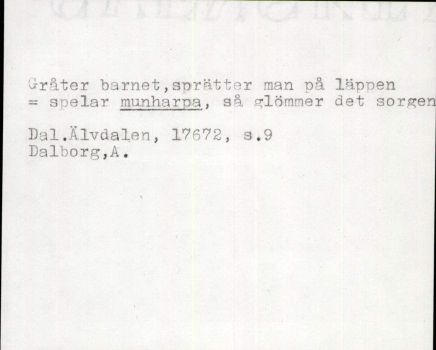 Gråter barnet,sprätter man på läppen
= spelar munharpa, så glömmer det sorgen
Dal.Älvdalen, 17672, s.9
Dalborg,A.